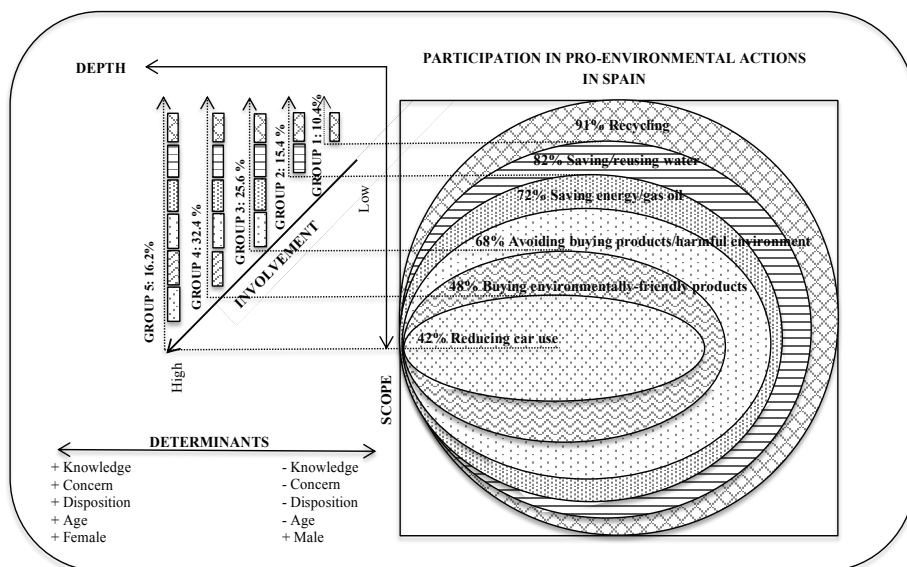 PARTICIPATION IN PRO-ENVIRONMENTAL ACTIONS
IN SPAIN
DEPTH
GROUP 5: 16.2%
GROUP 4: 32.4 %
GROUP 3: 25.6 %
GROUP 2: 15.4 %
GROUP 1: 10.4%
INVOLVEMENT
Low
High
SCOPE
91% Recycling
82% Saving/reusing water
72% Saving energy/gas oil
68% Avoiding buying products/harmful environment
48% Buying environmentally-friendly products
42% Reducing car use
DETERMINANTS
+ Knowledge
+ Concern
+ Disposition
+ Age
+ Female
- Knowledge
- Concern
- Disposition
- Age
+ Male